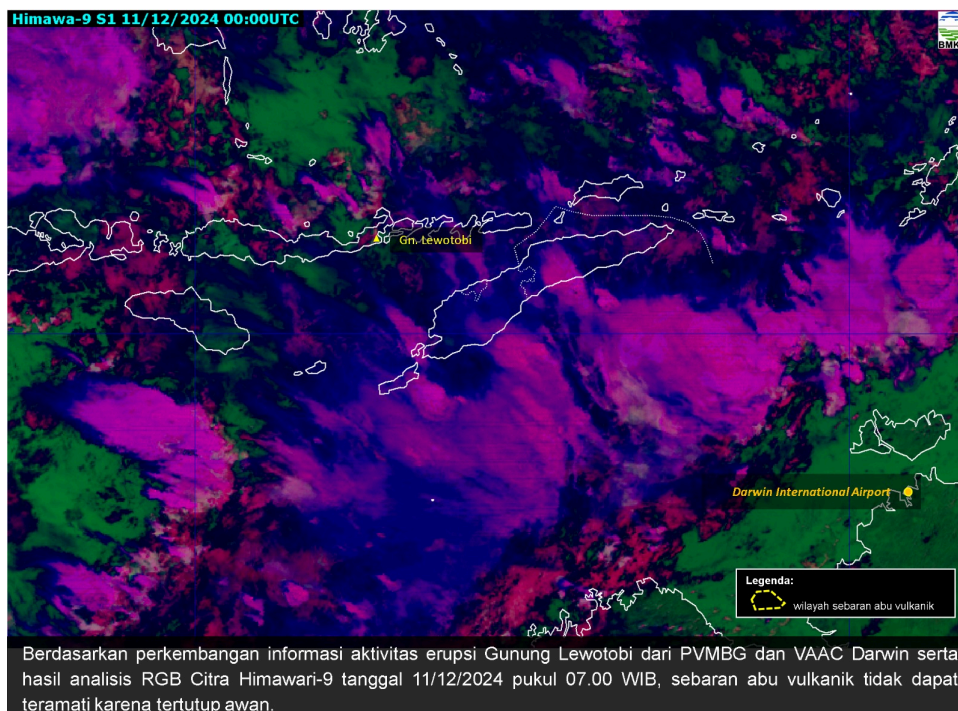 Himawa-9 S1 11/12/2024 00:00UTC
BMK
Gn. Lewotobi
Darwin International Airport
Legenda:
wilayah sebaran abu vulkanik
Berdasarkan perkembangan informasi aktivitas erupsi Gunung Lewotobi dari PVMBG dan VAAC Darwin serta
hasil analisis RGB Citra Himawari-9 tanggal 11/12/2024 pukul 07.00 WIB, sebaran abu vulkanik tidak dapat
teramati karena tertutup awan.